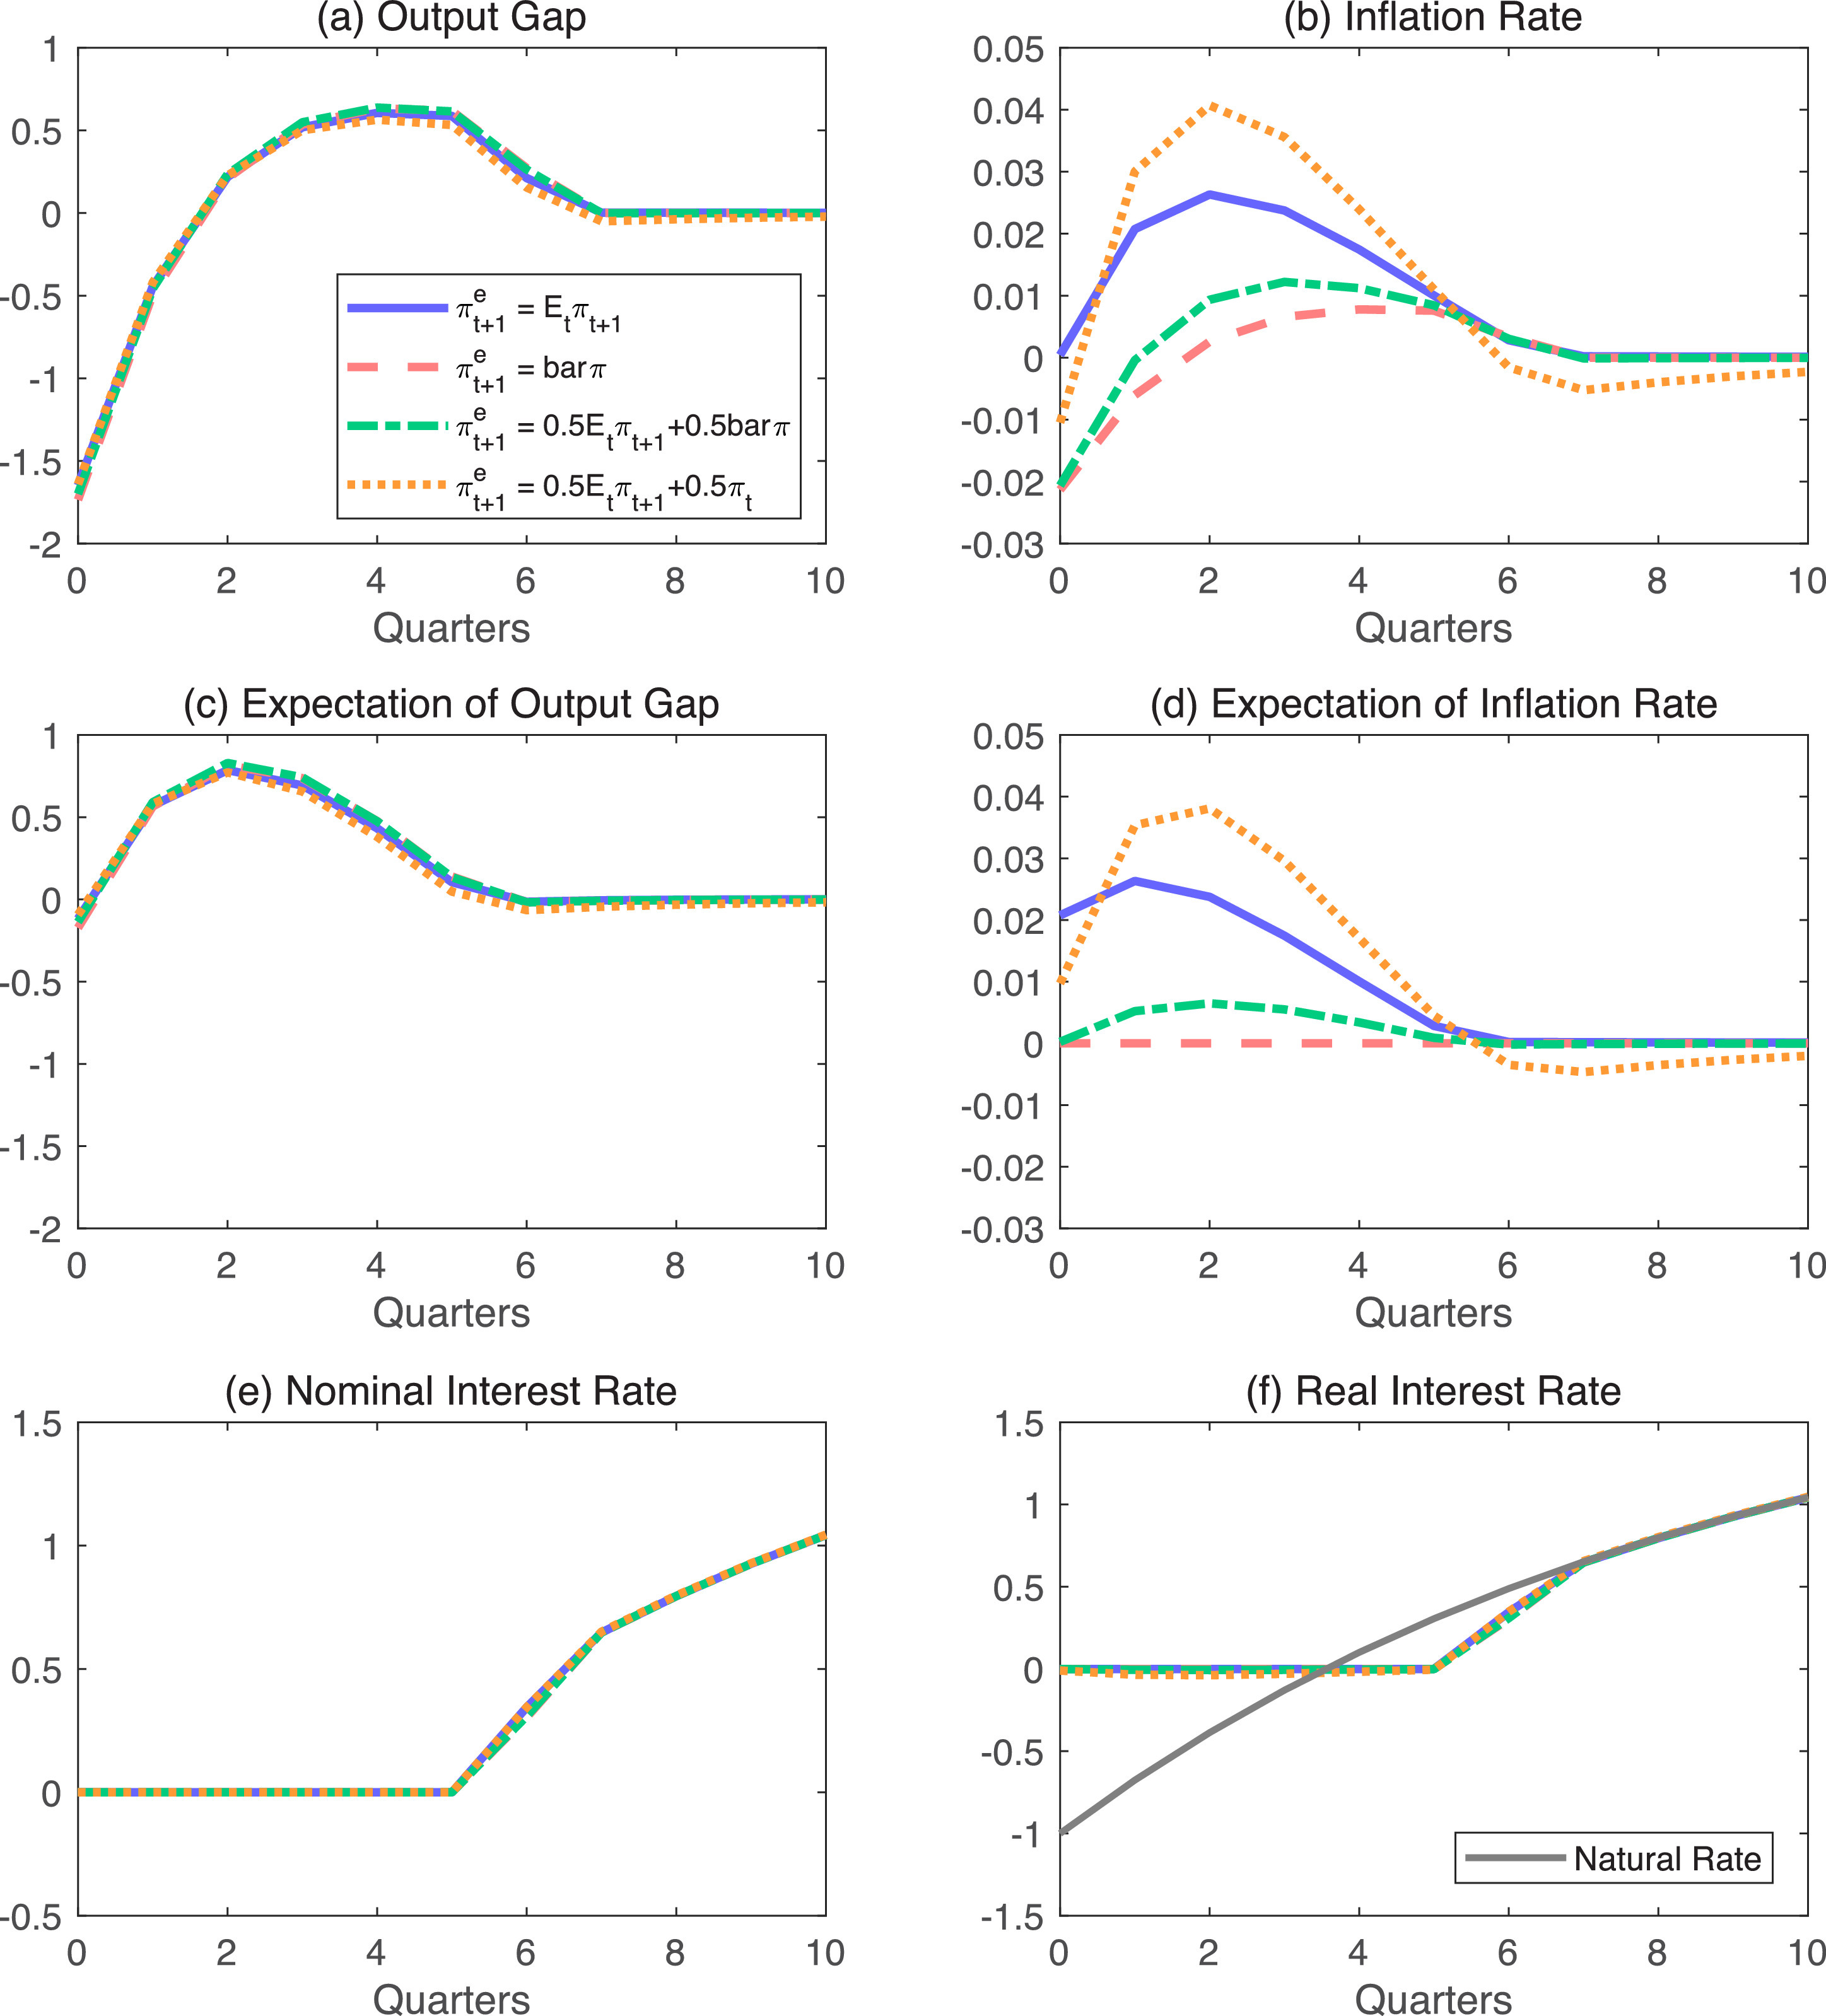 (a) Output Gap
1
0.5
0
-0.5
-1
-1.5
-2
0 2 4 6 8 10
Quarters
π^e_{t+1} = E_tπ_{t+1}
π^e_{t+1} = barπ
π^e_{t+1} = 0.5E_tπ_{t+1}+0.5barπ
π^e_{t+1} = 0.5E_tπ_{t+1}+0.5π_t
(b) Inflation Rate
0.05
0.04
0.03
0.02
0.01
0
-0.01
-0.02
-0.03
0 2 4 6 8 10
Quarters
(c) Expectation of Output Gap
1
0.5
0
-0.5
-1
-1.5
-2
0 2 4 6 8 10
Quarters
(d) Expectation of Inflation Rate
0.05
0.04
0.03
0.02
0.01
0
-0.01
-0.02
-0.03
0 2 4 6 8 10
Quarters
(e) Nominal Interest Rate
1.5
1
0.5
0
-0.5
0 2 4 6 8 10
Quarters
(f) Real Interest Rate
1.5
1
0.5
0
-0.5
-1
-1.5
0 2 4 6 8 10
Quarters
Natural Rate